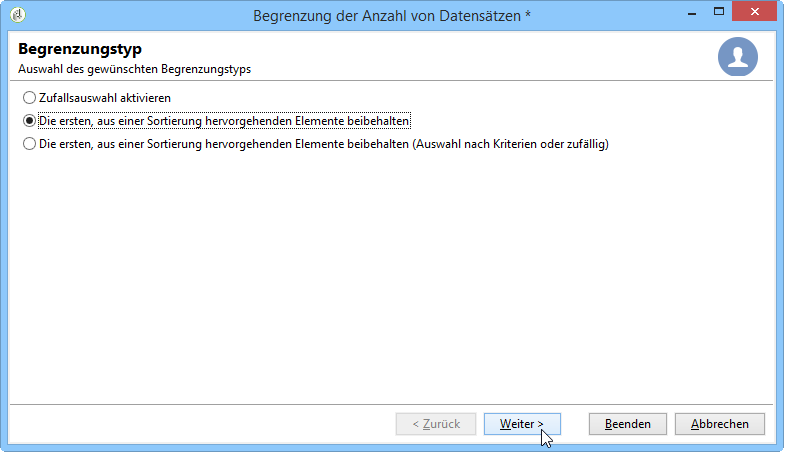 Begrenzung der Anzahl von Datensätzen *
Begrenzungstyp
Auswahl des gewünschten Begrenzungstyps
Zufallsauswahl aktivieren
Die ersten, aus einer Sortierung hervorgehenden Elemente beibehalten
Die ersten, aus einer Sortierung hervorgehenden Elemente beibehalten (Auswahl nach Kriterien oder zufällig)
< Zurück Weiter > Beenden Abbrechen